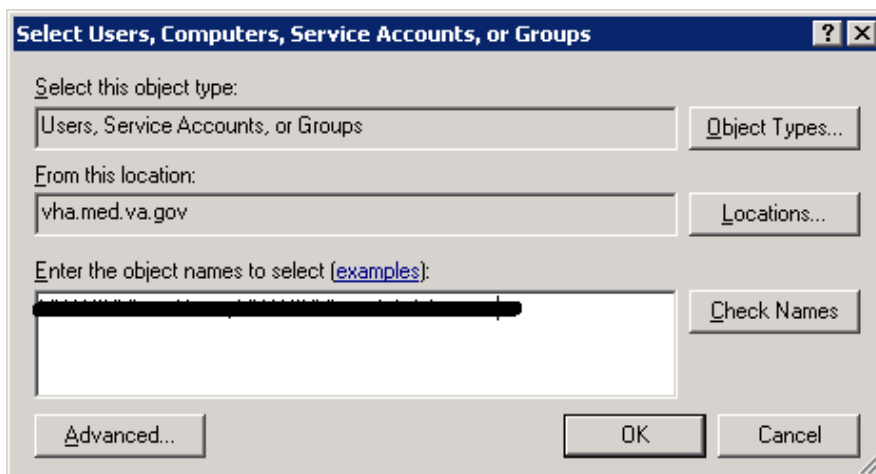 Select Users, Computers, Service Accounts, or Groups
Select this object type:
Users, Service Accounts, or Groups
Object Types...
From this location:
vha.med.va.gov
Locations...
Enter the object names to select (examples):
Check Names
Advanced...
OK
Cancel